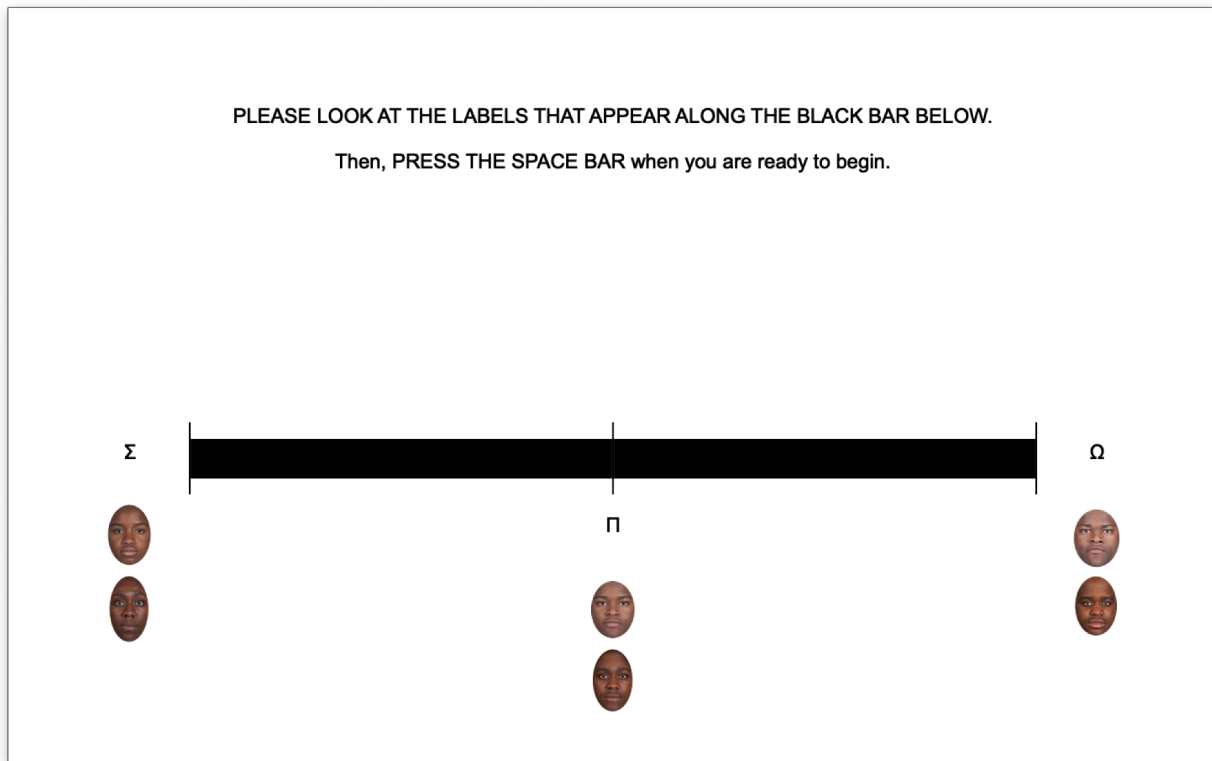 PLEASE LOOK AT THE LABELS THAT APPEAR ALONG THE BLACK BAR BELOW.
Then, PRESS THE SPACE BAR when you are ready to begin.
Σ
Ω
Π